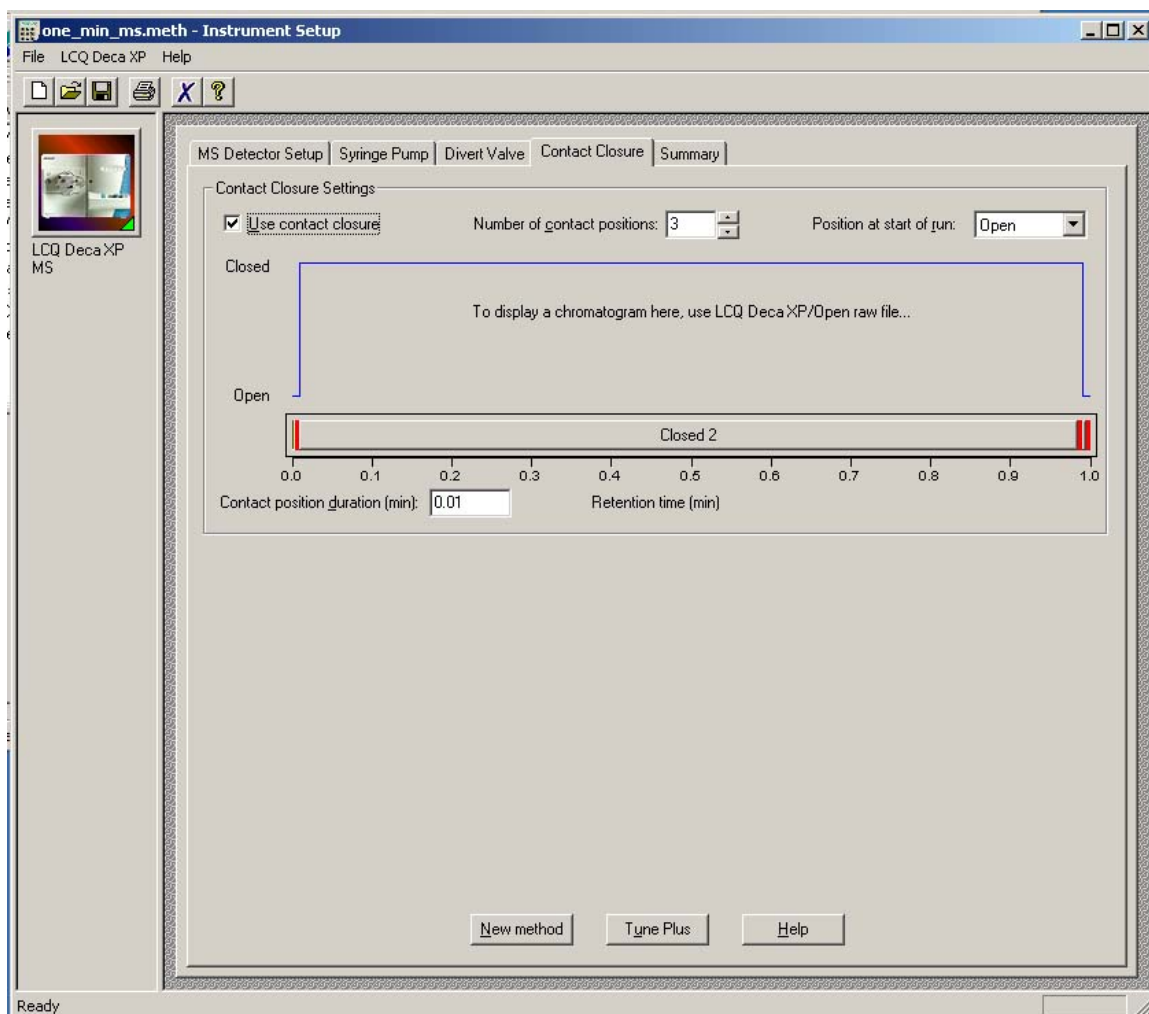 one_min_ms.meth - Instrument Setup
File LCQ Deca XP Help
LCQ Deca XP
MS
MS Detector Setup Syringe Pump Divert Valve Contact Closure Summary
Contact Closure Settings
Use contact closure Number of contact positions: 3 Position at start of run: Open
Closed
To display a chromatogram here, use LCQ Deca XP/Open raw file...
Open
Closed 2
0.0 0.1 0.2 0.3 0.4 0.5 0.6 0.7 0.8 0.9 1.0
Contact position duration (min): 0.01 Retention time (min)
New method Tune Plus Help
Ready